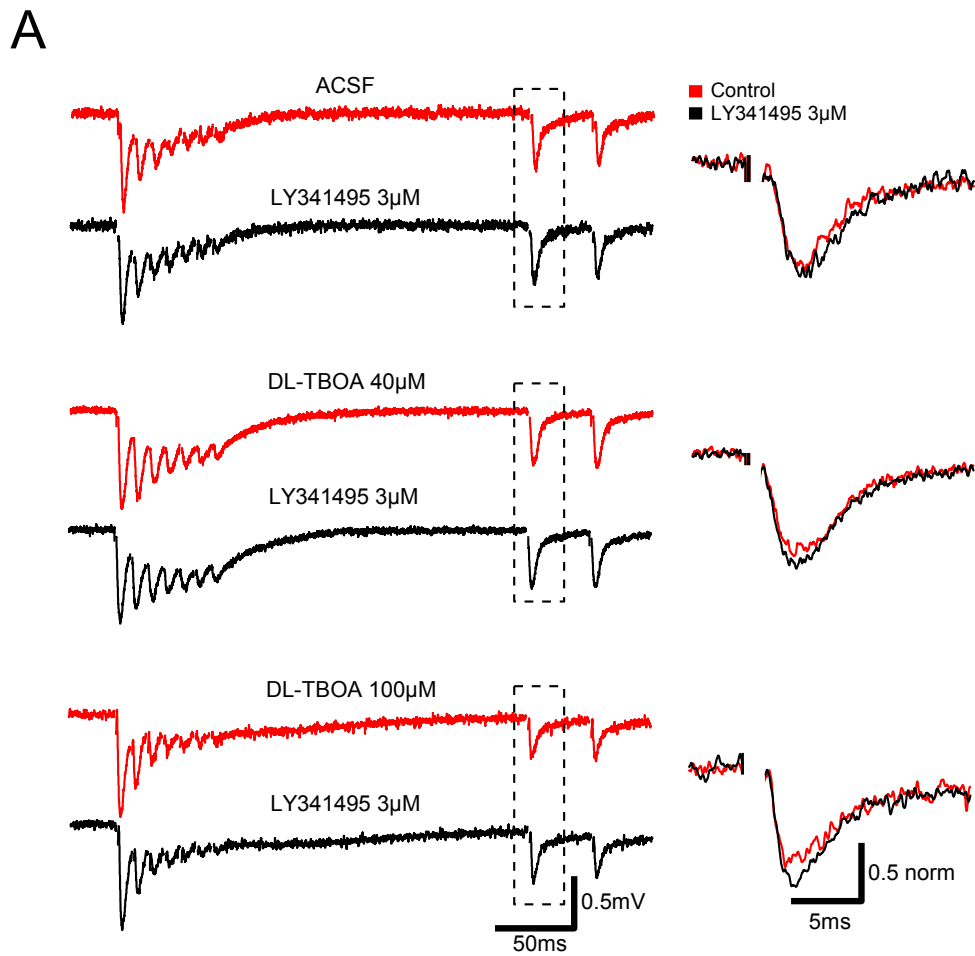 A
ACSF
LY341495 3µM
Control
LY341495 3µM
DL-TBOA 40µM
LY341495 3µM
DL-TBOA 100µM
LY341495 3µM
0.5mV
50ms
0.5 norm
5ms